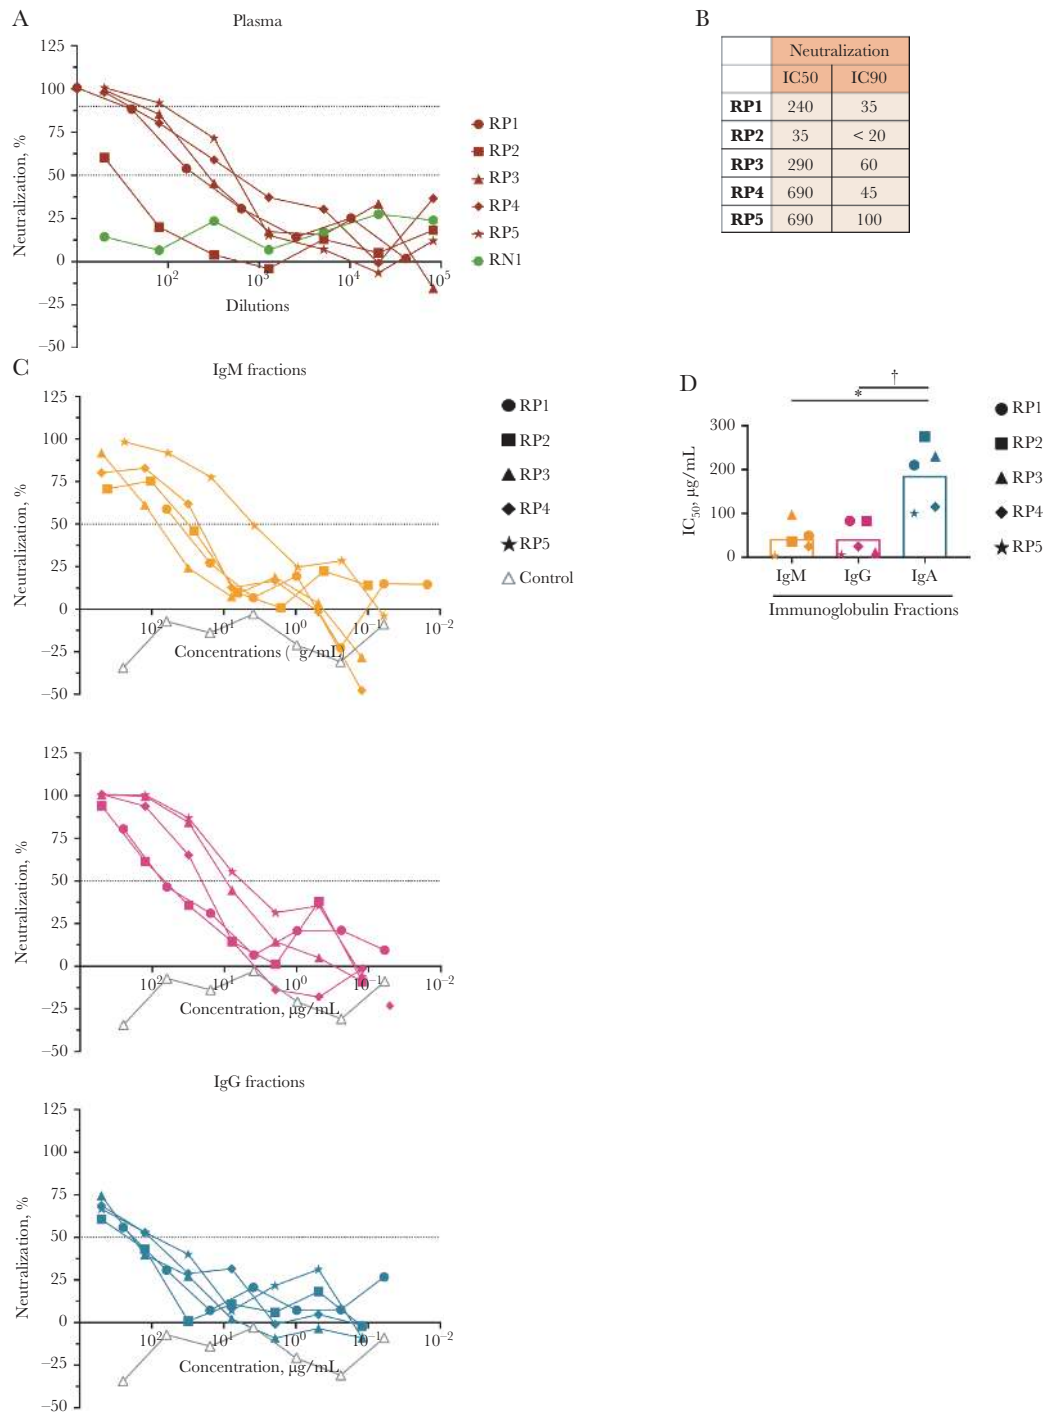 A
Plasma
125
100
75
50
25
0
−25
−50
Neutralization, %
10²
10³
10⁴
10⁵
Dilutions
RP1
RP2
RP3
RP4
RP5
RN1
B
Neutralization
IC50 IC90
RP1 240 35
RP2 35 < 20
RP3 290 60
RP4 690 45
RP5 690 100
C
IgM fractions
125
100
75
50
25
0
−25
−50
Neutralization, %
10² 10¹ 10⁰ 10⁻¹ 10⁻²
Concentrations ( g/mL)
RP1
RP2
RP3
RP4
RP5
Control
D
†
*
300
200
100
0
IC₅₀, µg/mL
IgM IgG IgA
Immunoglobulin Fractions
RP1
RP2
RP3
RP4
RP5
125
100
75
50
25
0
−25
−50
Neutralization, %
10² 10¹ 10⁰ 10⁻¹ 10⁻²
Concentration, µg/mL
IgG fractions
125
100
75
50
25
0
−25
−50
Neutralization, %
10² 10¹ 10⁰ 10⁻¹ 10⁻²
Concentration, µg/mL